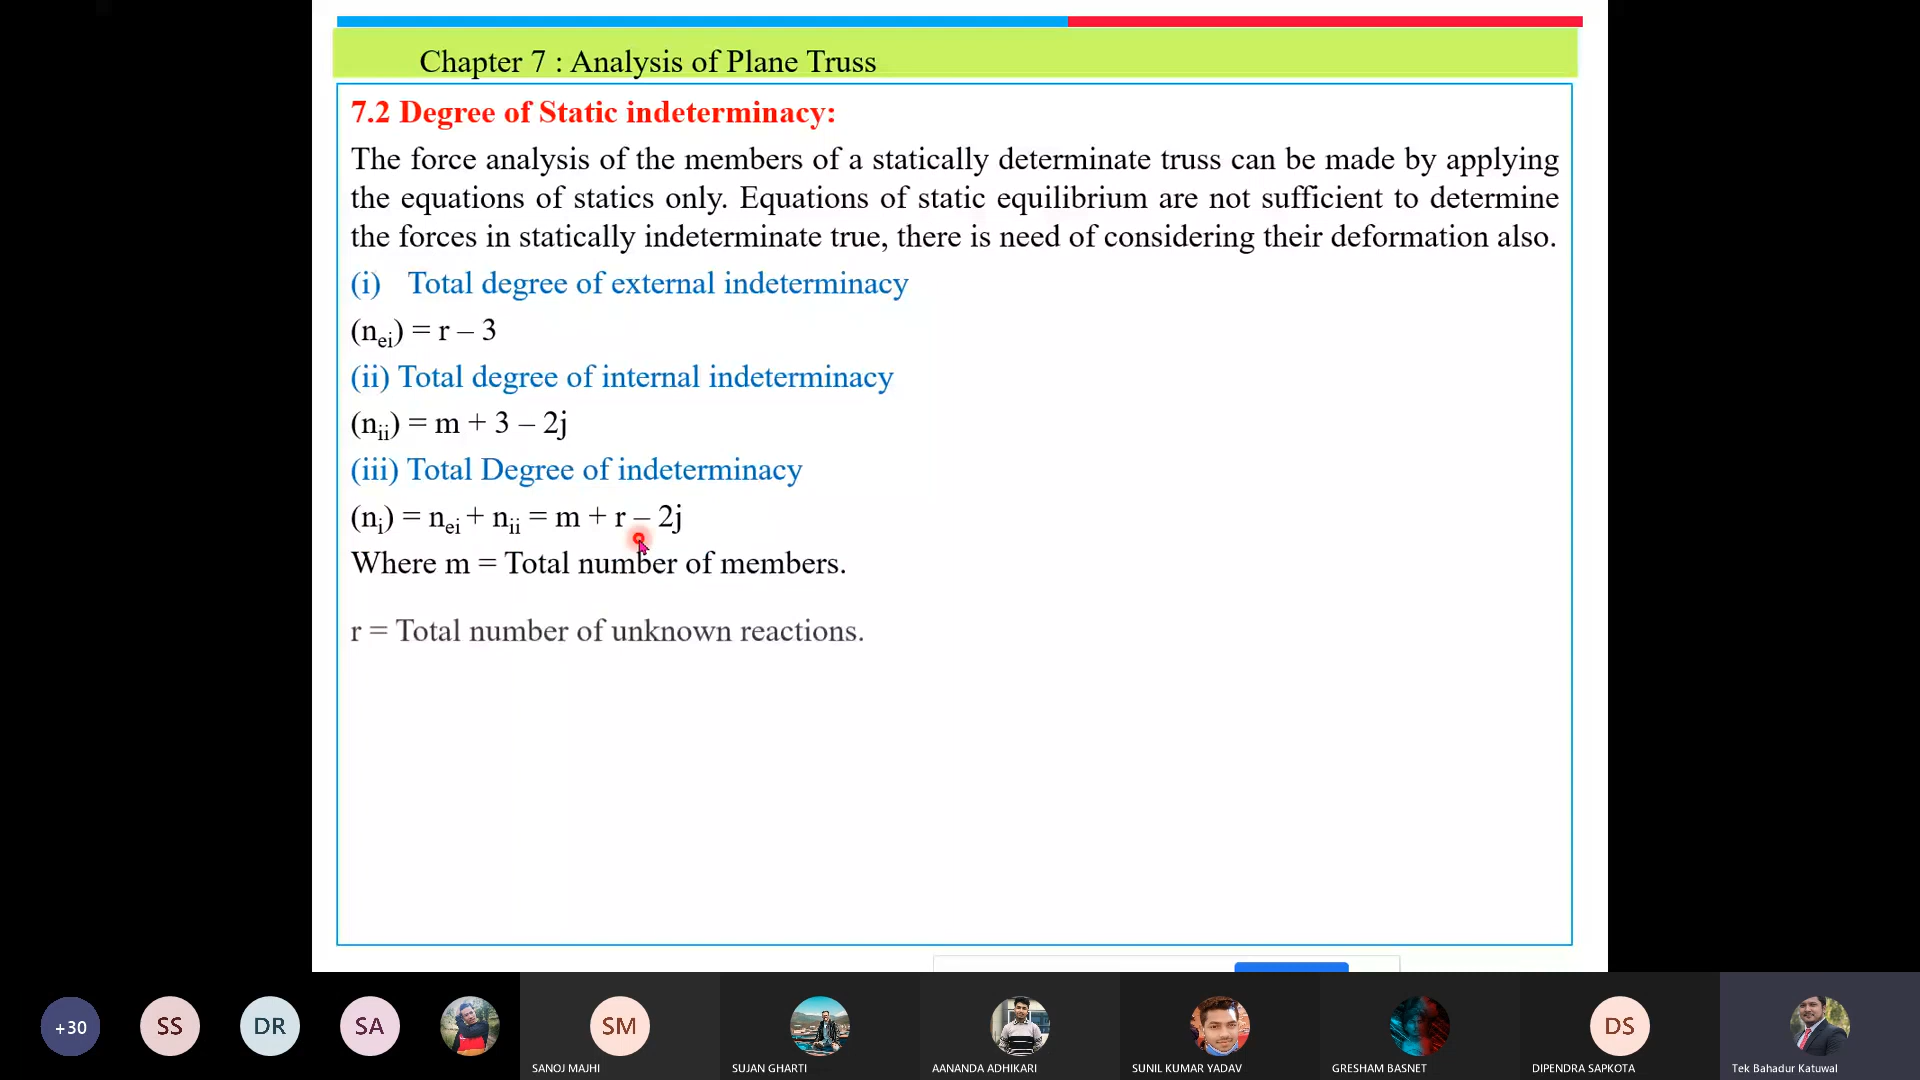 Chapter 7 : Analysis of Plane Truss
7.2 Degree of Static indeterminacy:
The force analysis of the members of a statically determinate truss can be made by applying
the equations of statics only. Equations of static equilibrium are not sufficient to determine
the forces in statically indeterminate true, there is need of considering their deformation also.
(i) Total degree of external indeterminacy
(nei) = r – 3
(ii) Total degree of internal indeterminacy
(nii) = m + 3 – 2j
(iii) Total Degree of indeterminacy
(ni) = nei + nii = m + r – 2j
Where m = Total number of members.
r = Total number of unknown reactions.
+30 SS DR SA SM DS
SANOJ MAJHI SUJAN GHARTI AANANDA ADHIKARI SUNIL KUMAR YADAV GRESHAM BASNET DIPENDRA SAPKOTA Tek Bahadur Katuwal